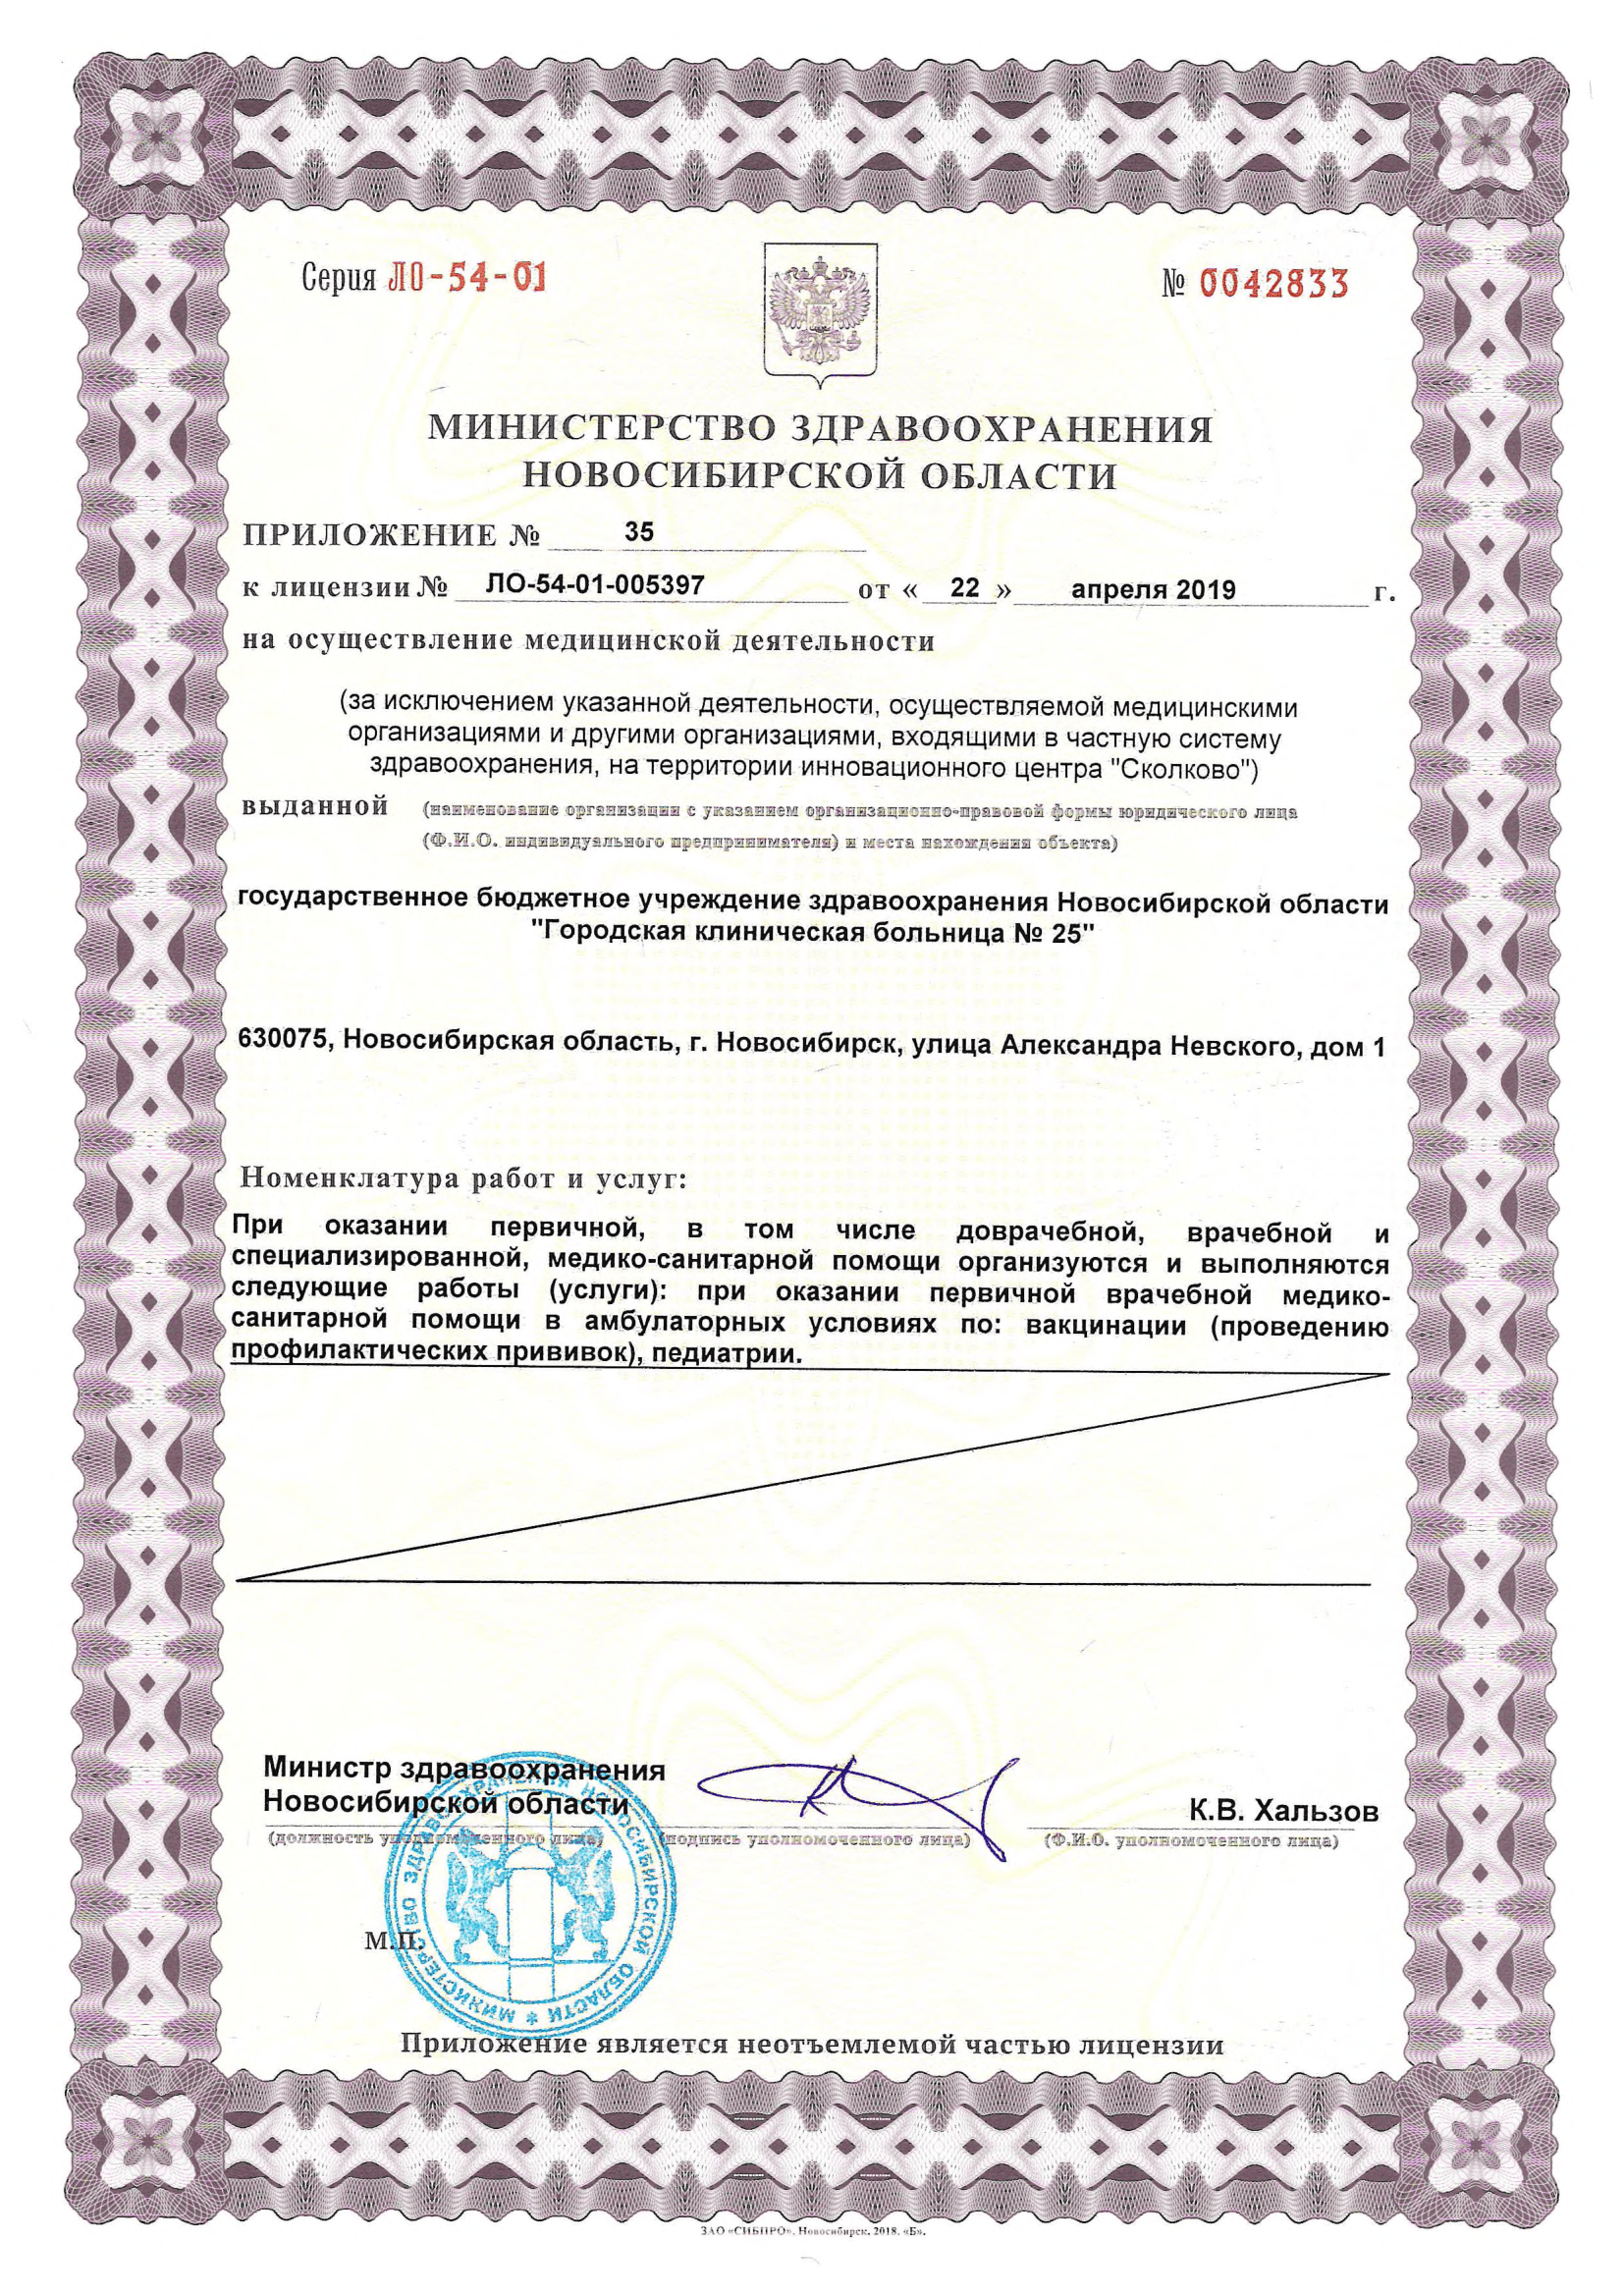 Серия ЛО-54-01
№ 0042833
МИНИСТЕРСТВО ЗДРАВООХРАНЕНИЯ
НОВОСИБИРСКОЙ ОБЛАСТИ
ПРИЛОЖЕНИЕ № 35
к лицензии № ЛО-54-01-005397 от « 22 » апреля 2019 г.
на осуществление медицинской деятельности
(за исключением указанной деятельности, осуществляемой медицинскими
организациями и другими организациями, входящими в частную систему
здравоохранения, на территории инновационного центра "Сколково")
выданной (наименование организации с указанием организационно-правовой формы юридического лица
(Ф.И.О. индивидуального предпринимателя) и места нахождения объекта)
государственное бюджетное учреждение здравоохранения Новосибирской области
"Городская клиническая больница № 25"
630075, Новосибирская область, г. Новосибирск, улица Александра Невского, дом 1
Номенклатура работ и услуг:
При оказании первичной, в том числе доврачебной, врачебной и
специализированной, медико-санитарной помощи организуются и выполняются
следующие работы (услуги): при оказании первичной врачебной медико-
санитарной помощи в амбулаторных условиях по: вакцинации (проведению
профилактических прививок), педиатрии.
Министр здравоохранения
Новосибирской области
К.В. Хальзов
(должность уполномоченного лица) (подпись уполномоченного лица) (Ф.И.О. уполномоченного лица)
МИНИСТЕРСТВО ЗДРАВООХРАНЕНИЯ НОВОСИБИРСКОЙ ОБЛАСТИ *
М.П.
Приложение является неотъемлемой частью лицензии
ЗАО «СИБПРО», Новосибирск, 2018, «Б».